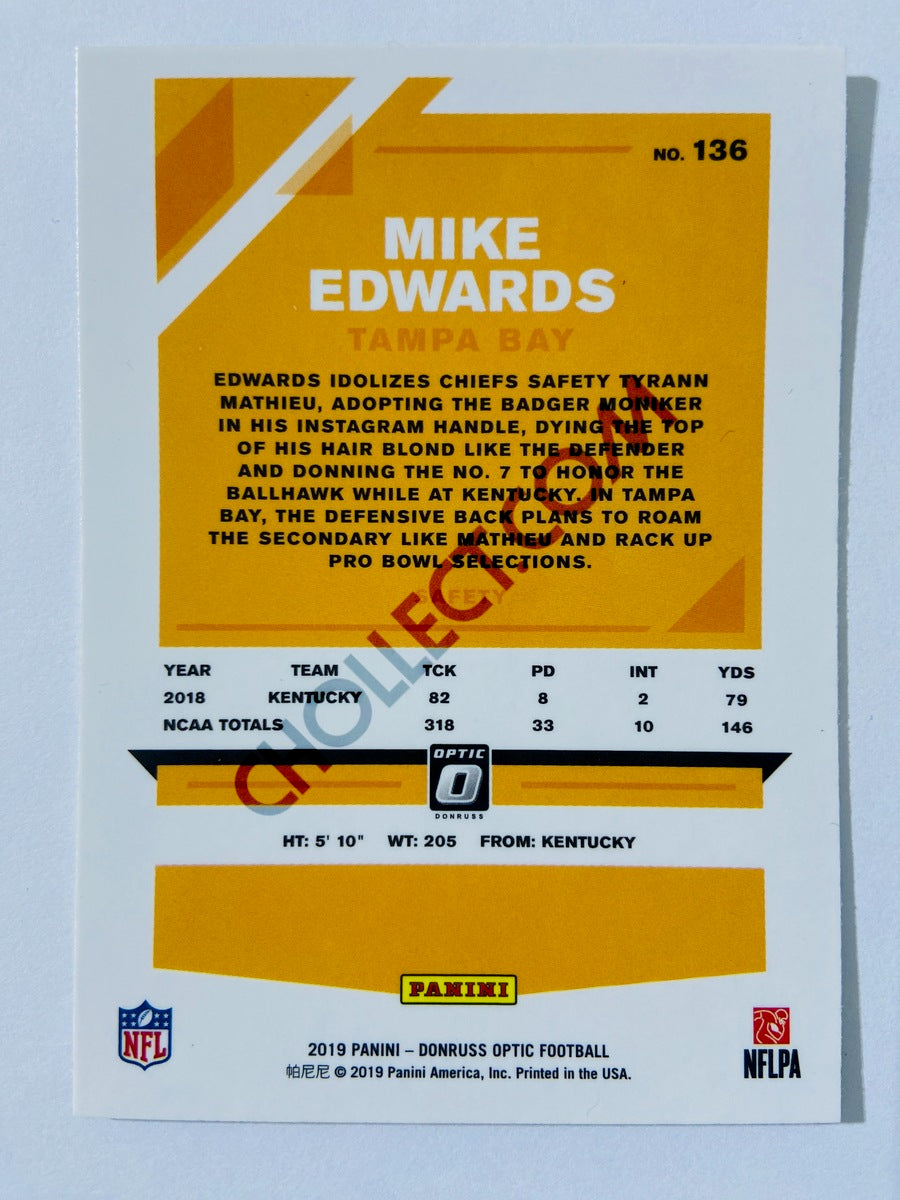 NO. 136
MIKE
EDWARDS
TAMPA BAY
EDWARDS IDOLIZES CHIEFS SAFETY TYRANN
MATHIEU, ADOPTING THE BADGER MONIKER
IN HIS INSTAGRAM HANDLE, DYING THE TOP
OF HIS HAIR BLOND LIKE THE DEFENDER
AND DONNING THE NO. 7 TO HONOR THE
BALLHAWK WHILE AT KENTUCKY. IN TAMPA
BAY, THE DEFENSIVE BACK PLANS TO ROAM
THE SECONDARY LIKE MATHIEU AND RACK UP
PRO BOWL SELECTIONS.
SAFETY
CHOLLECT.COM
YEAR TEAM TCK PD INT YDS
2018 KENTUCKY 82 8 2 79
NCAA TOTALS 318 33 10 146
OPTIC
O
DONRUSS
HT: 5' 10" WT: 205 FROM: KENTUCKY
PANINI
NFL
NFLPA
2019 PANINI – DONRUSS OPTIC FOOTBALL
帕尼尼 © 2019 Panini America, Inc. Printed in the USA.